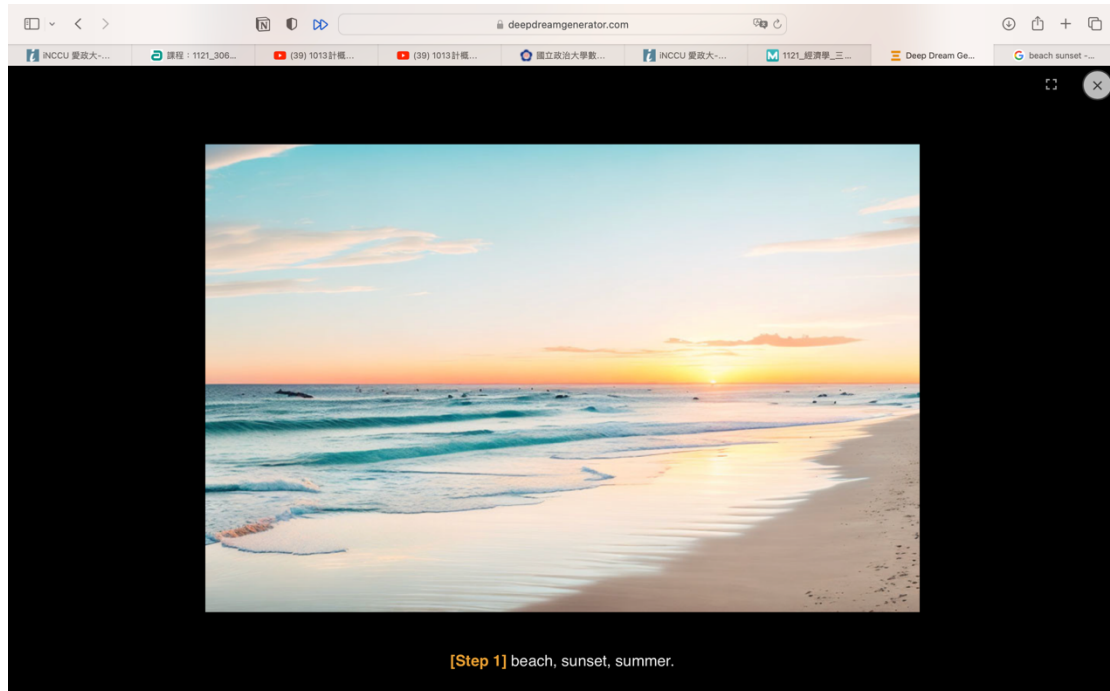 deepdreamgenerator.com
iNCCU 愛政大-...
課程：1121_306...
(39) 1013計概...
(39) 1013計概...
國立政治大學數...
iNCCU 愛政大-...
1121_經濟學_三...
Deep Dream Ge...
beach sunset -...
[Step 1] beach, sunset, summer.